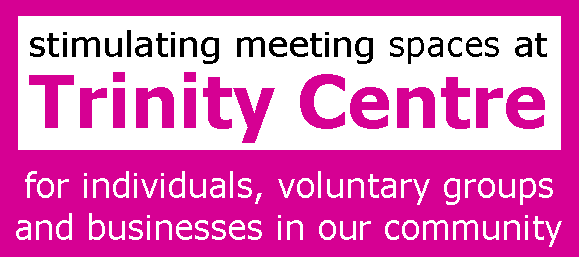 stimulating meeting spaces at
Trinity Centre
for individuals, voluntary groups
and businesses in our community